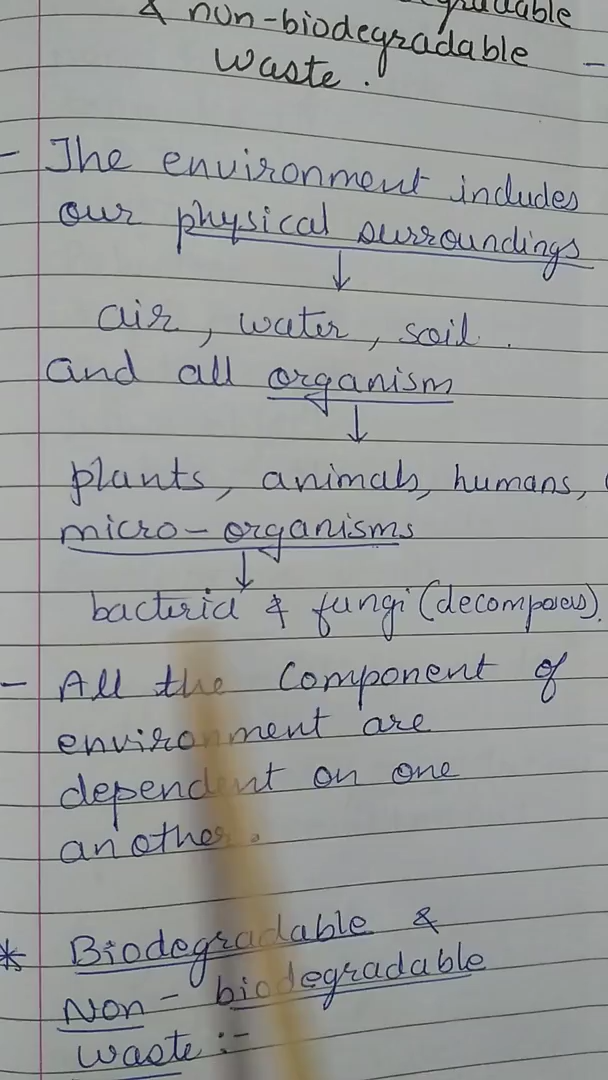 & non-biodegradable
waste.
- The environment includes
our physical surroundings
↓
air, water, soil.
and all organism
↓
plants, animals, humans,
micro-organisms
↓
bacteria & fungi (decomposers).
- All the component of
environment are
dependent on one
another.
* Biodegradable &
Non - biodegradable
waste :-